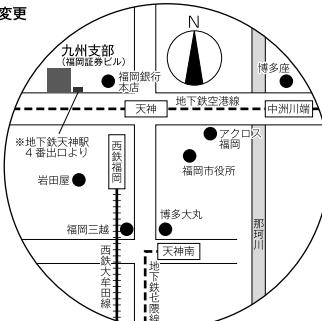 変更
N
九州支部
(福岡証券ビル)
福岡銀行
本店
博多座
地下鉄空港線
天神
中洲川端
※地下鉄天神駅
4番出口より
アクロス
福岡
西鉄福岡
福岡市役所
岩田屋
那珂川
福岡三越
博多大丸
天神南
西鉄大牟田線
地下鉄七隈線